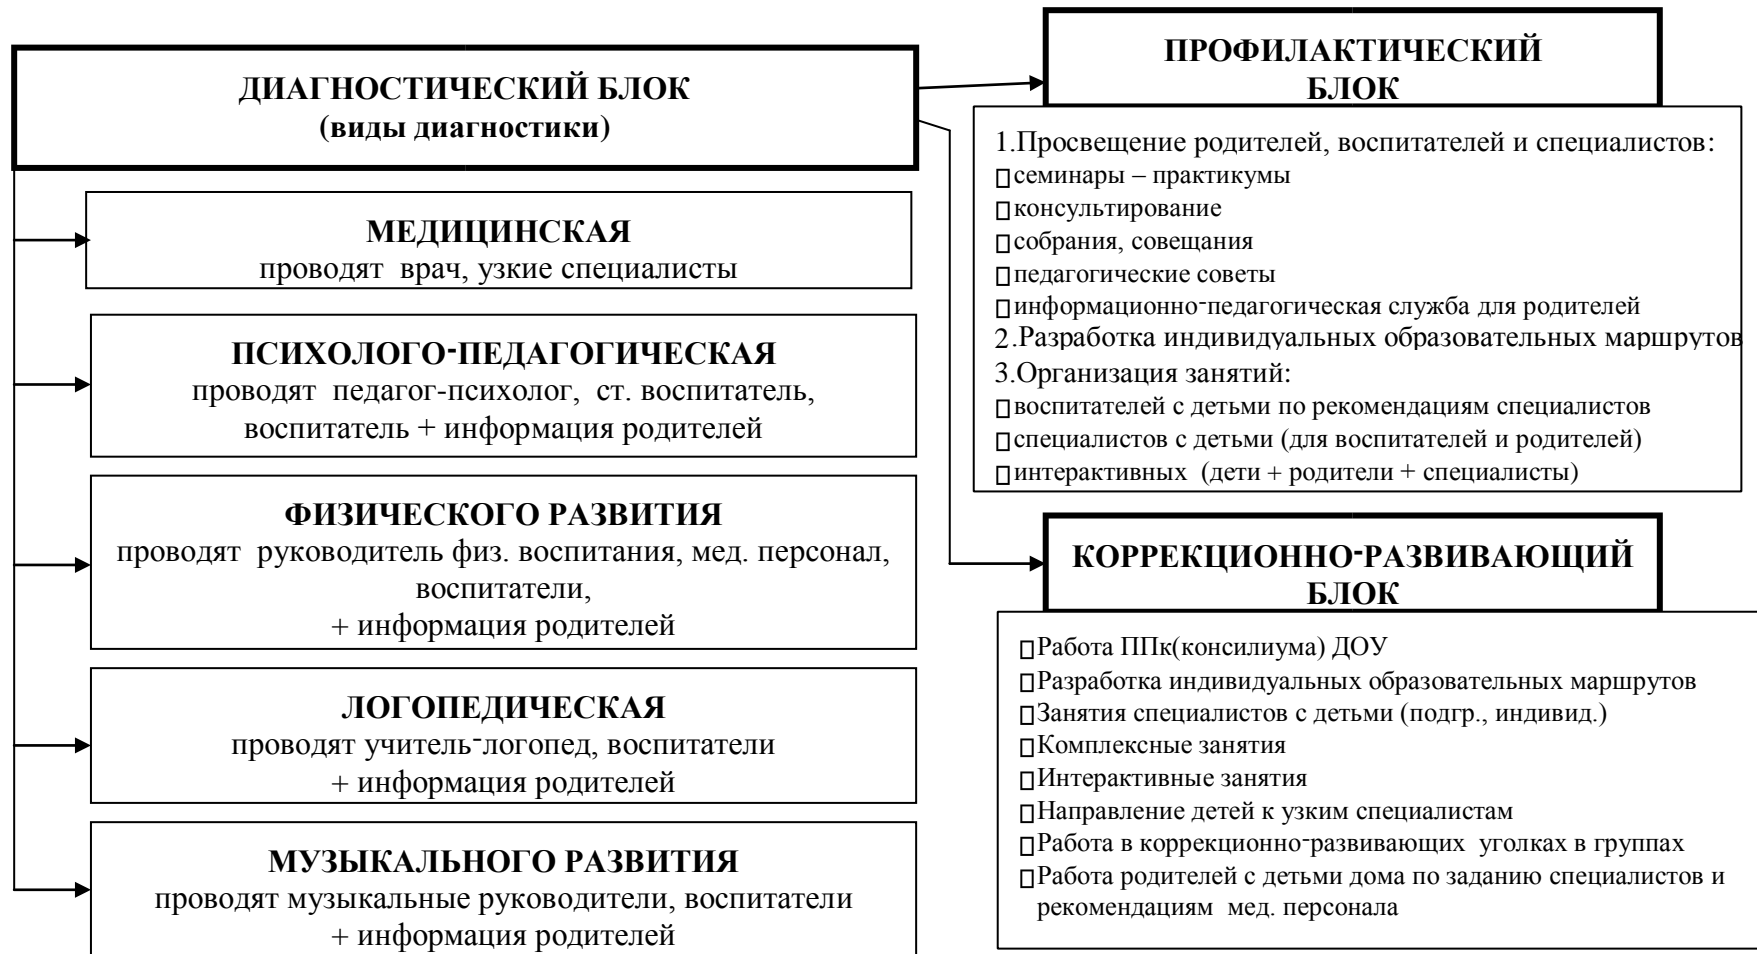 ДИАГНОСТИЧЕСКИЙ БЛОК
(виды диагностики)
МЕДИЦИНСКАЯ
проводят врач, узкие специалисты
ПСИХОЛОГО-ПЕДАГОГИЧЕСКАЯ
проводят педагог-психолог, ст. воспитатель,
воспитатель + информация родителей
ФИЗИЧЕСКОГО РАЗВИТИЯ
проводят руководитель физ. воспитания, мед. персонал,
воспитатели,
+ информация родителей
ЛОГОПЕДИЧЕСКАЯ
проводят учитель-логопед, воспитатели
+ информация родителей
МУЗЫКАЛЬНОГО РАЗВИТИЯ
проводят музыкальные руководители, воспитатели
+ информация родителей
ПРОФИЛАКТИЧЕСКИЙ
БЛОК
1.Просвещение родителей, воспитателей и специалистов:
семинары – практикумы
консультирование
собрания, совещания
педагогические советы
информационно-педагогическая служба для родителей
2.Разработка индивидуальных образовательных маршрутов
3.Организация занятий:
воспитателей с детьми по рекомендациям специалистов
специалистов с детьми (для воспитателей и родителей)
интерактивных (дети + родители + специалисты)
КОРРЕКЦИОННО-РАЗВИВАЮЩИЙ
БЛОК
Работа ППк(консилиума) ДОУ
Разработка индивидуальных образовательных маршрутов
Занятия специалистов с детьми (подгр., индивид.)
Комплексные занятия
Интерактивные занятия
Направление детей к узким специалистам
Работа в коррекционно-развивающих уголках в группах
Работа родителей с детьми дома по заданию специалистов и
рекомендациям мед. персонала